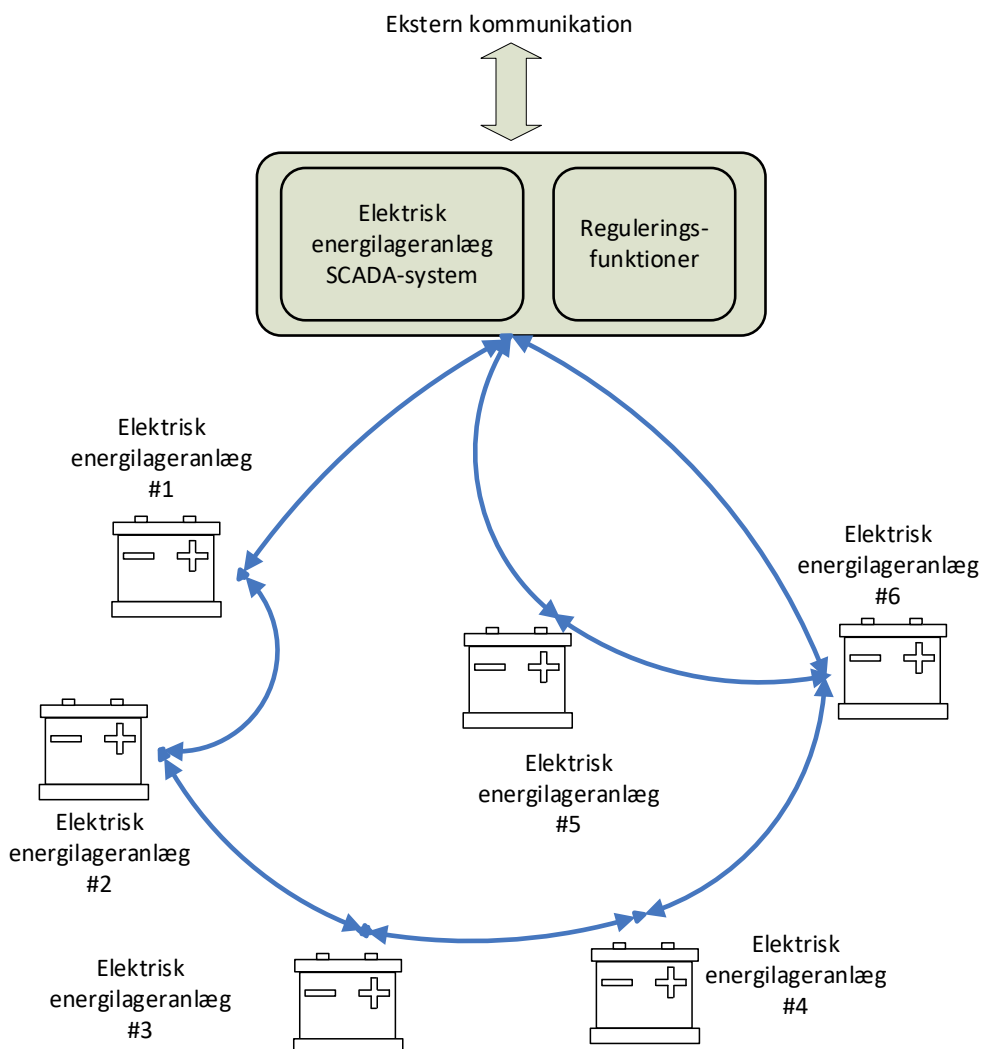 Ekstern kommunikation
Elektrisk
energilageranlæg
SCADA-system
Regulerings-
funktioner
Elektrisk
energilageranlæg
#1
Elektrisk
energilageranlæg
#6
Elektrisk
energilageranlæg
#5
Elektrisk
energilageranlæg
#2
Elektrisk
energilageranlæg
#3
Elektrisk
energilageranlæg
#4